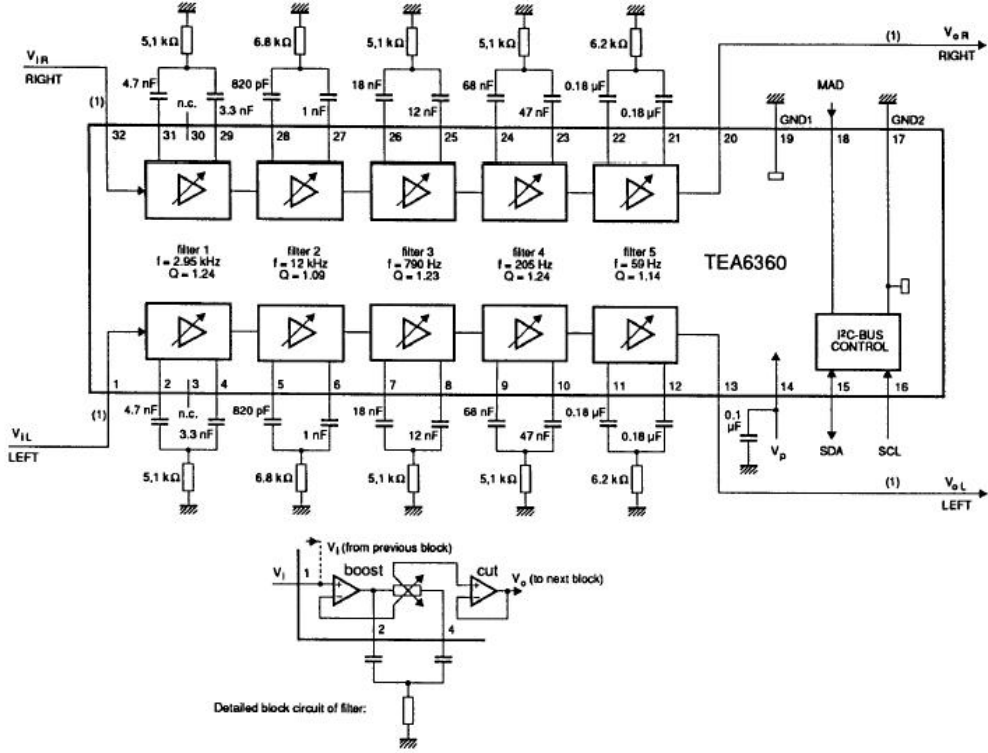 5,1 kΩ 6.8 kΩ 5,1 kΩ 5,1 kΩ 6.2 kΩ (1) VoR
RIGHT
ViR
RIGHT
4.7 nF 820 pF 18 nF 68 nF 0.18 µF MAD
(1) n.c. 3.3 nF 1 nF 12 nF 47 nF 0.18 µF GND1 GND2
32 31 30 29 28 27 26 25 24 23 22 21 20 19 18 17
filter 1 filter 2 filter 3 filter 4 filter 5
f = 2.95 kHz f = 12 kHz f = 790 Hz f = 205 Hz f = 59 Hz
Q = 1.24 Q = 1.09 Q = 1.23 Q = 1.24 Q = 1.14
TEA6360
I²C-BUS
CONTROL
1 2 3 4 5 6 7 8 9 10 11 12 13 14 15 16
(1) 4.7 nF n.c. 820 pF 18 nF 68 nF 0.18 µF 0.1
µF
3.3 nF 1 nF 12 nF 47 nF 0.18 µF
ViL
LEFT
Vp SDA SCL
5,1 kΩ 6.8 kΩ 5,1 kΩ 5,1 kΩ 6.2 kΩ (1) VoL
LEFT
Vi (from previous block)
Vi 1 boost cut Vo (to next block)
+ − + −
2 4
Detailed block circuit of filter: